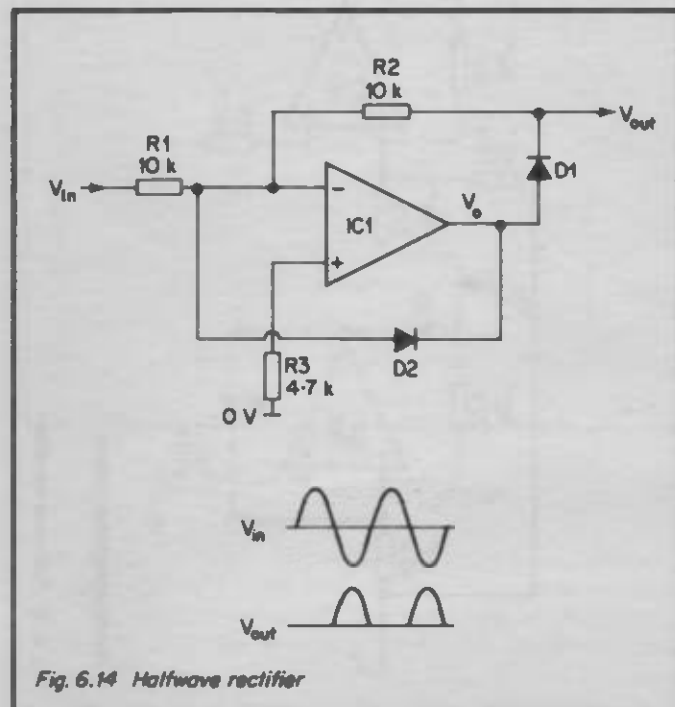 R2
10 k
V_out
R1
10 k
V_in
D1
V_o
−
IC1
+
D2
R3
4·7 k
0 V
V_in
V_out
Fig. 6.14 Halfwave rectifier